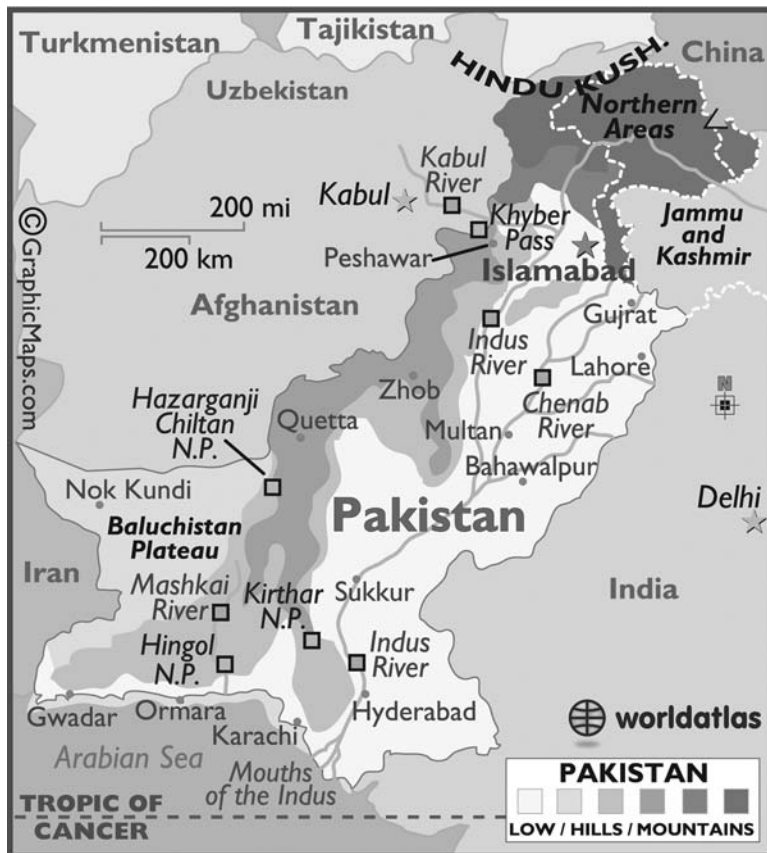 Turkmenistan
Tajikistan
China
Uzbekistan
HINDU KUSH.
Northern
Areas
Kabul
River
Kabul
200 mi
200 km
Khyber
Pass
Jammu
and
Kashmir
Peshawar
Islamabad
© GraphicMaps.com
Afghanistan
Gujrat
Indus
River
Lahore
Zhob
Chenab
River
N
Hazarganji
Chiltan
N.P.
Quetta
Multan
Bahawalpur
Nok Kundi
Delhi
Pakistan
Baluchistan
Plateau
Iran
Mashkai
River
Kirthar
N.P.
Sukkur
India
Hingol
N.P.
Indus
River
Gwadar
Ormara
Karachi
Hyderabad
worldatlas
Arabian Sea
Mouths
of the Indus
TROPIC OF
CANCER
PAKISTAN
LOW / HILLS / MOUNTAINS